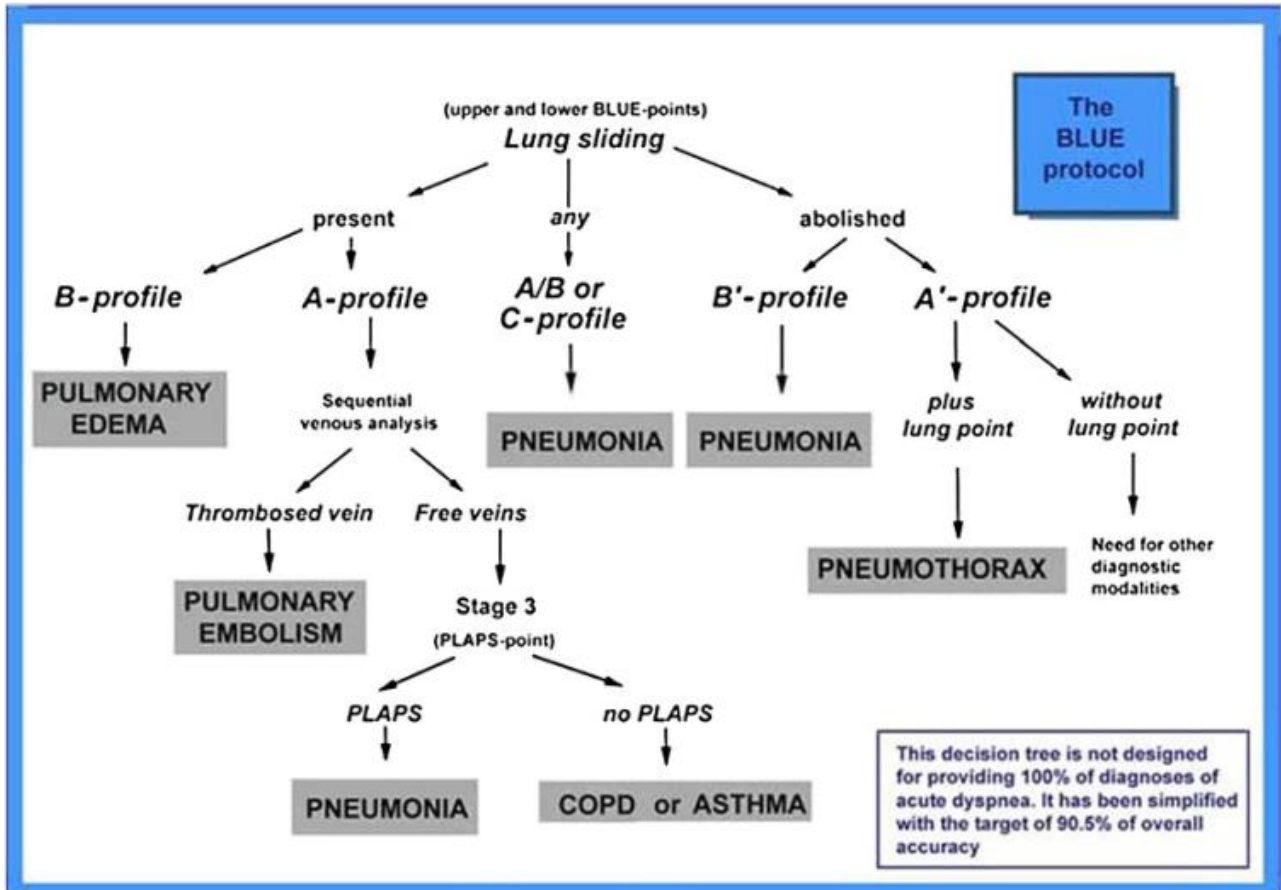 The
BLUE
protocol
(upper and lower BLUE-points)
Lung sliding
present
any
abolished
B-profile
A-profile
A/B or
C-profile
B'-profile
A'-profile
PULMONARY
EDEMA
Sequential
venous analysis
PNEUMONIA
PNEUMONIA
plus
lung point
without
lung point
Thrombosed vein
Free veins
PNEUMOTHORAX
Need for other
diagnostic
modalities
PULMONARY
EMBOLISM
Stage 3
(PLAPS-point)
PLAPS
no PLAPS
PNEUMONIA
COPD or ASTHMA
This decision tree is not designed
for providing 100% of diagnoses of
acute dyspnea. It has been simplified
with the target of 90.5% of overall
accuracy